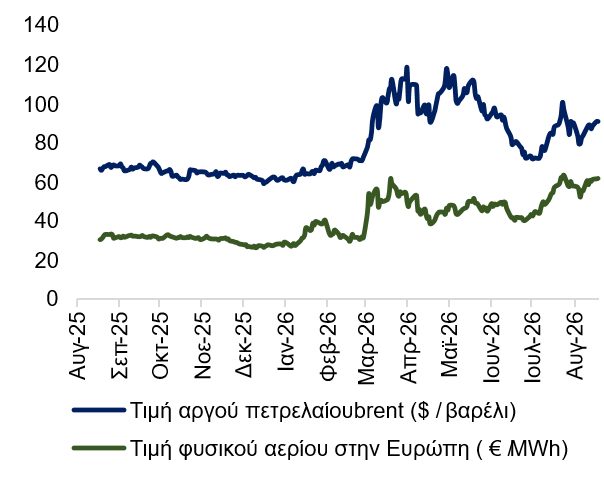 140
120
100
80
60
40
20
0
Αυγ-25
Σεπ-25
Οκτ-25
Νοε-25
Δεκ-25
Ιαν-26
Φεβ-26
Μαρ-26
Απρ-26
Μαϊ-26
Ιουν-26
Ιουλ-26
Αυγ-26
Τιμή αργού πετρελαίουbrent ($ / βαρέλι)
Τιμή φυσικού αερίου στην Ευρώπη ( € /MWh)